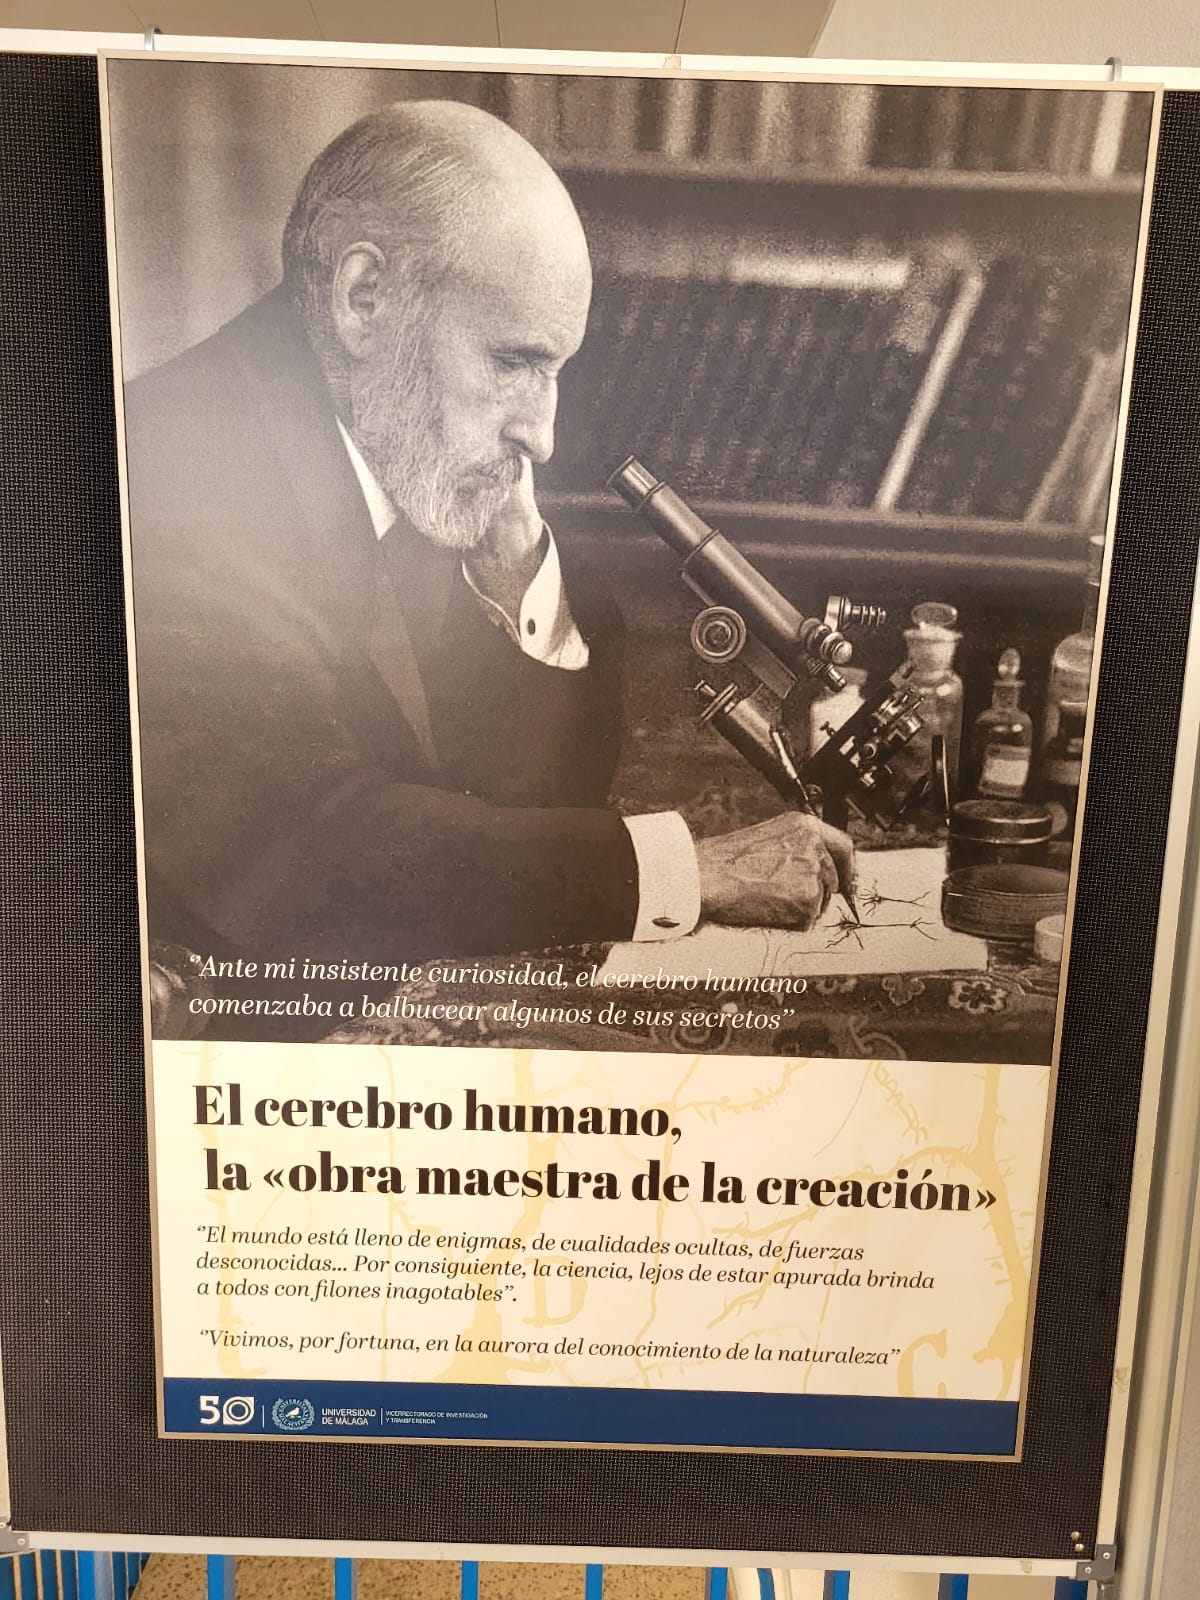 “Ante mi insistente curiosidad, el cerebro humano
comenzaba a balbucear algunos de sus secretos”
El cerebro humano,
la «obra maestra de la creación»
“El mundo está lleno de enigmas, de cualidades ocultas, de fuerzas
desconocidas... Por consiguiente, la ciencia, lejos de estar apurada brinda
a todos con filones inagotables”.
“Vivimos, por fortuna, en la aurora del conocimiento de la naturaleza”
50
UNIVERSIDAD
DE MÁLAGA
VICERRECTORADO DE INVESTIGACIÓN
Y TRANSFERENCIA